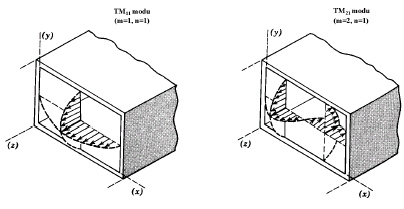 TM₁₁ modu
(m=1, n=1)
(y)
(z)
(x)
TM₂₁ modu
(m=2, n=1)
(y)
(z)
(x)